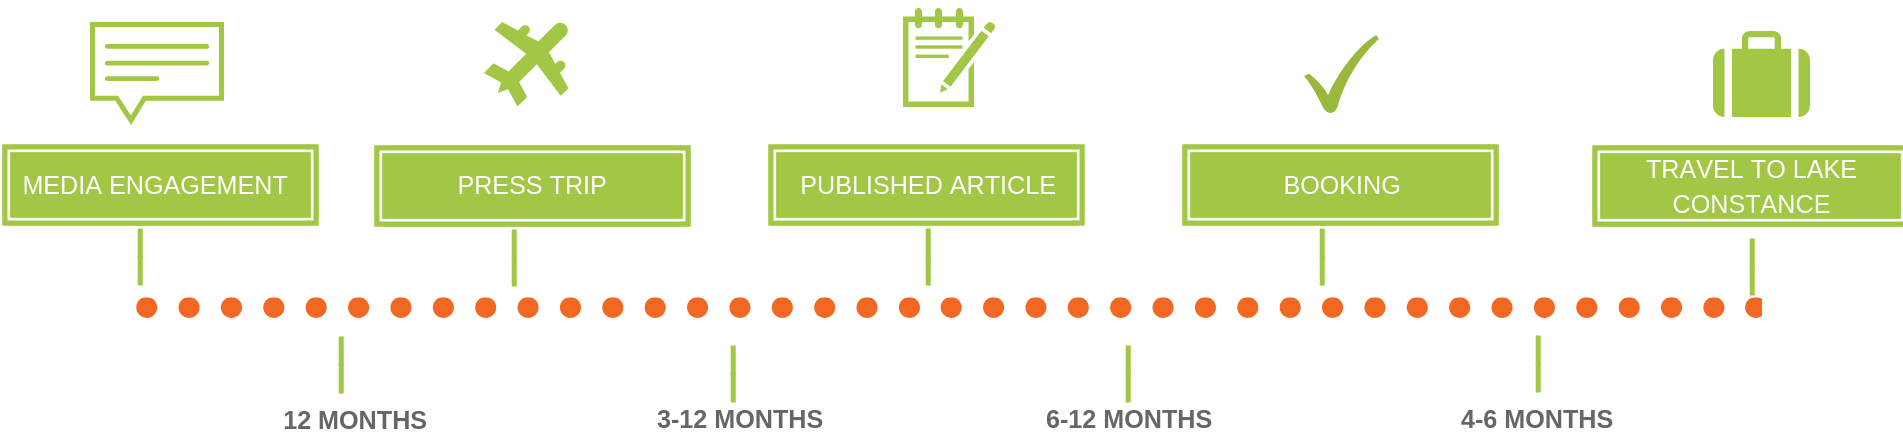 MEDIA ENGAGEMENT
PRESS TRIP
PUBLISHED ARTICLE
BOOKING
TRAVEL TO LAKE
CONSTANCE
12 MONTHS
3-12 MONTHS
6-12 MONTHS
4-6 MONTHS